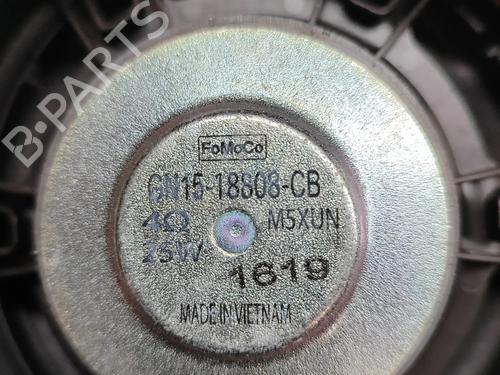 B-PARTS
FoMoCo
GN15-18808-CB
4Ω M5XUN
25W
1619
MADE IN VIETNAM